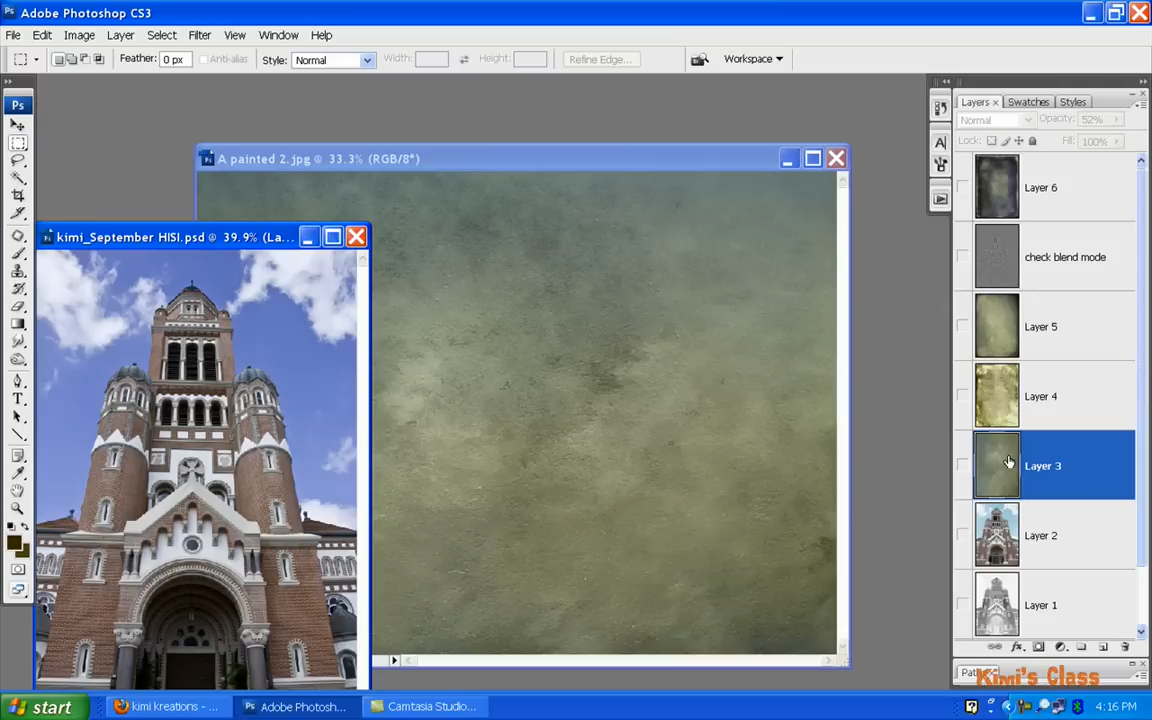 Ps Adobe Photoshop CS3
File Edit Image Layer Select Filter View Window Help
Feather: 0 px Anti-alias Style: Normal Width: Height: Refine Edge... Workspace
Ps
Layers × Swatches Styles
Normal Opacity: 52%
Lock: Fill: 100%
A painted 2.jpg @ 33.3% (RGB/8*)
kimi_September HISI.psd @ 39.9% (La...
Layer 6
check blend mode
Layer 5
Layer 4
Layer 3
Layer 2
Layer 1
Kimi's Class
start kimi kreations - ... Adobe Photosh... Camtasia Studio... 4:16 PM